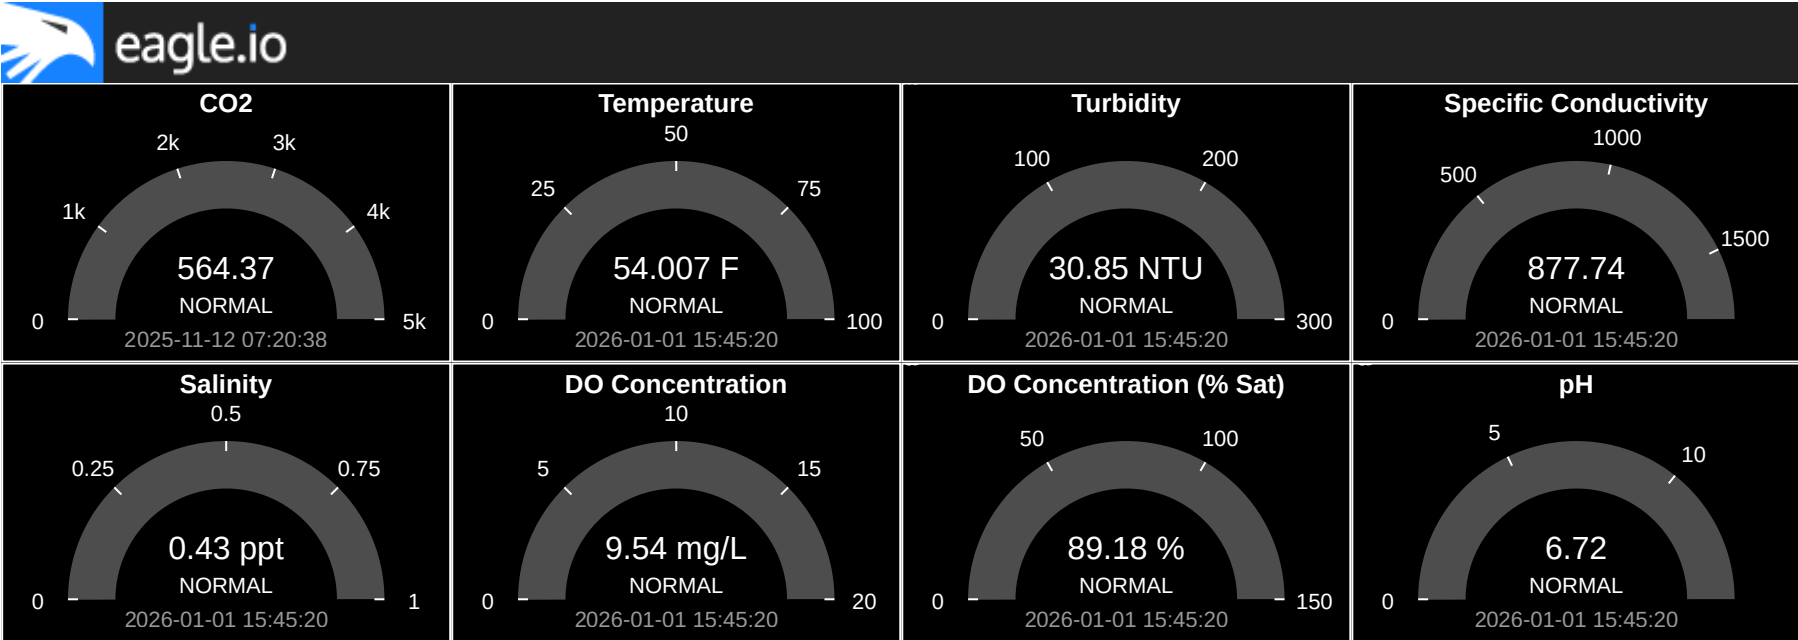 eagle.io
CO2
2k
3k
1k
4k
564.37
NORMAL
0
5k
2025-11-12 07:20:38
Temperature
50
25
75
54.007 F
NORMAL
0
100
2026-01-01 15:45:20
Turbidity
100
200
30.85 NTU
NORMAL
0
300
2026-01-01 15:45:20
Specific Conductivity
1000
500
1500
877.74
NORMAL
0
2026-01-01 15:45:20
Salinity
0.5
0.25
0.75
0.43 ppt
NORMAL
0
1
2026-01-01 15:45:20
DO Concentration
10
5
15
9.54 mg/L
NORMAL
0
20
2026-01-01 15:45:20
DO Concentration (% Sat)
50
100
89.18 %
NORMAL
0
150
2026-01-01 15:45:20
pH
5
10
6.72
NORMAL
0
2026-01-01 15:45:20